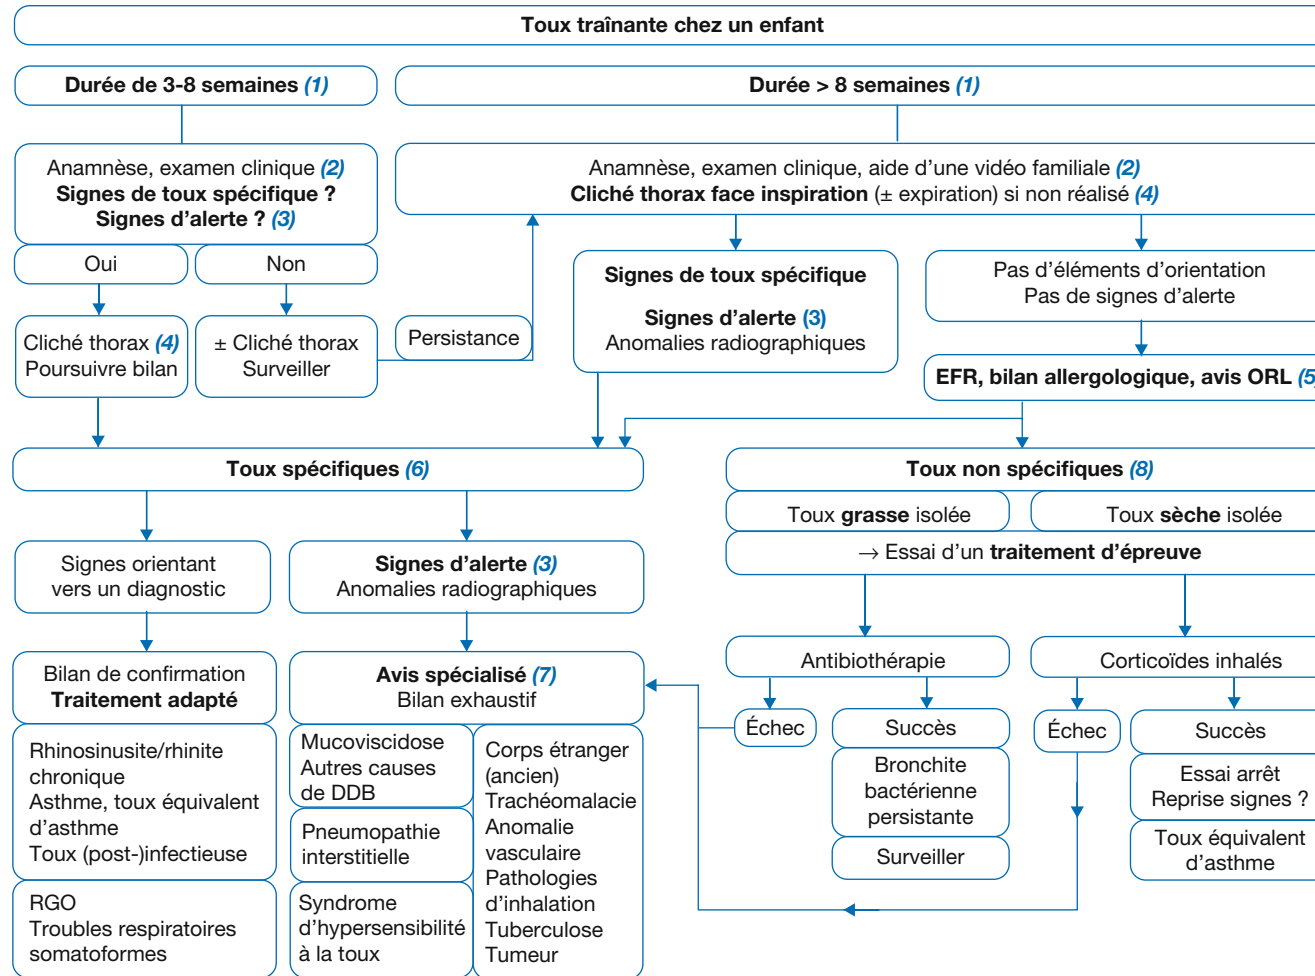 Toux traînante chez un enfant
Durée de 3-8 semaines (1)
Durée > 8 semaines (1)
Anamnèse, examen clinique (2)
Signes de toux spécifique ?
Signes d'alerte ? (3)
Anamnèse, examen clinique, aide d'une vidéo familiale (2)
Cliché thorax face inspiration (± expiration) si non réalisé (4)
Oui
Non
Cliché thorax (4)
Poursuivre bilan
± Cliché thorax
Surveiller
Persistance
Signes de toux spécifique
Signes d'alerte (3)
Anomalies radiographiques
Pas d'éléments d'orientation
Pas de signes d'alerte
EFR, bilan allergologique, avis ORL (5)
Toux spécifiques (6)
Toux non spécifiques (8)
Toux grasse isolée
Toux sèche isolée
→ Essai d'un traitement d'épreuve
Signes orientant
vers un diagnostic
Signes d'alerte (3)
Anomalies radiographiques
Bilan de confirmation
Traitement adapté
Avis spécialisé (7)
Bilan exhaustif
Antibiothérapie
Corticoïdes inhalés
Échec
Succès
Échec
Succès
Rhinosinusite/rhinite
chronique
Asthme, toux équivalent
d'asthme
Toux (post-)infectieuse
RGO
Troubles respiratoires
somatoformes
Mucoviscidose
Autres causes
de DDB
Pneumopathie
interstitielle
Syndrome
d'hypersensibilité
à la toux
Corps étranger
(ancien)
Trachéomalacie
Anomalie
vasculaire
Pathologies
d'inhalation
Tuberculose
Tumeur
Bronchite
bactérienne
persistante
Surveiller
Essai arrêt
Reprise signes ?
Toux équivalent
d'asthme